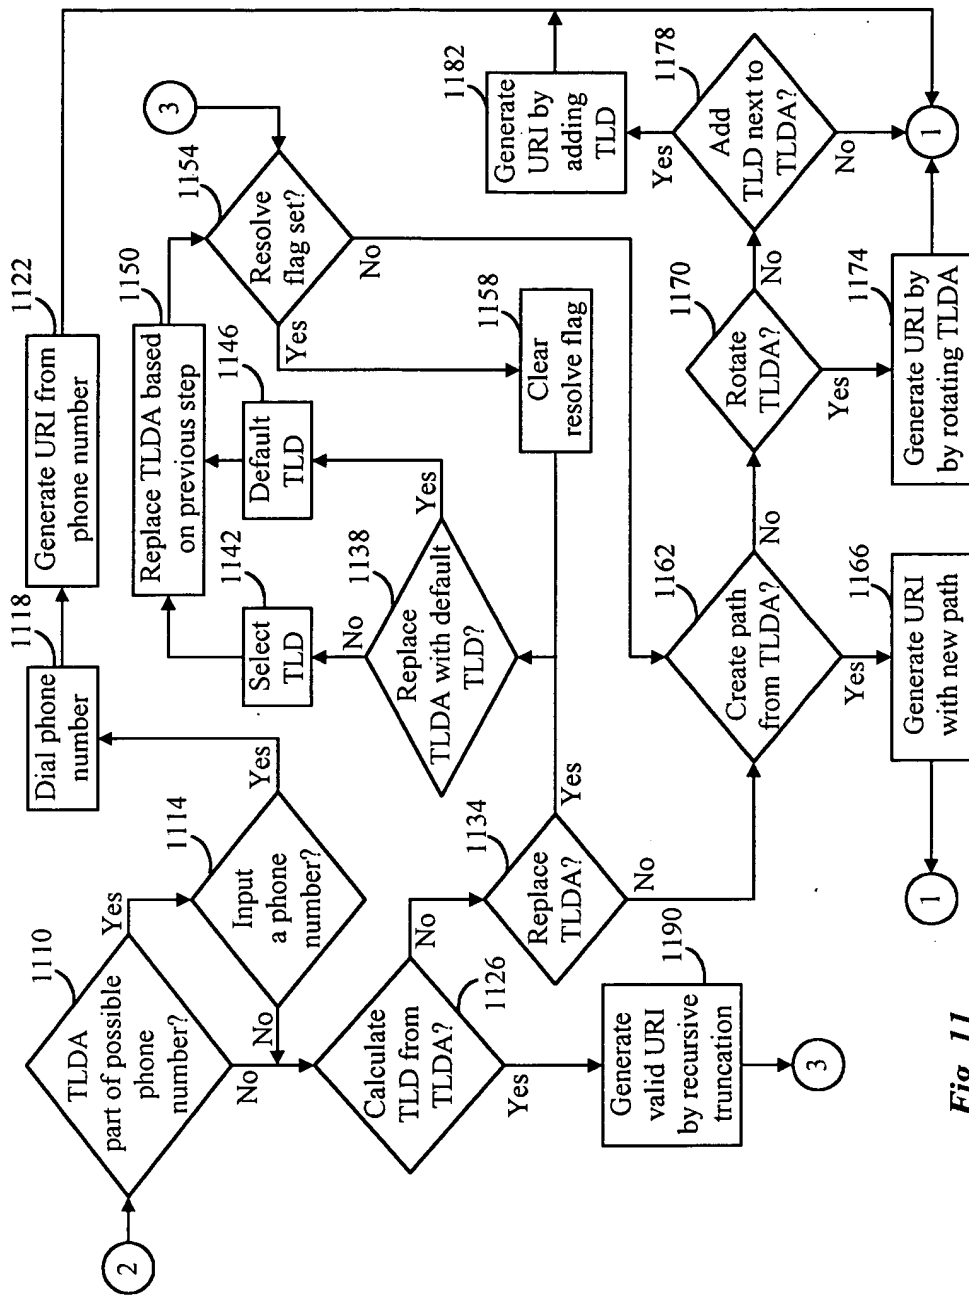 2
TLDA
part of possible
phone
number?
1110
Yes
No
Input
a phone
number?
1114
Yes
No
Dial phone
number
1118
Generate URI from
phone number
1122
Calculate
TLD from
TLDA?
1126
No
Yes
Generate
valid URI
by recursive
truncation
1190
3
Replace
TLDA?
1134
Yes
No
Replace
TLDA with default
TLD?
1138
No
Yes
Select
TLD
1142
Default
TLD
1146
Replace TLDA based
on previous step
1150
3
Resolve
flag set?
1154
Yes
No
Clear
resolve flag
1158
Create path
from TLDA?
1162
No
Yes
Generate URI
with new path
1166
1
Rotate
TLDA?
1170
No
Yes
Generate URI by
by rotating TLDA
1174
Add
TLD next to
TLDA?
1178
Yes
No
Generate
URI by
adding
TLD
1182
1
Fig. 11